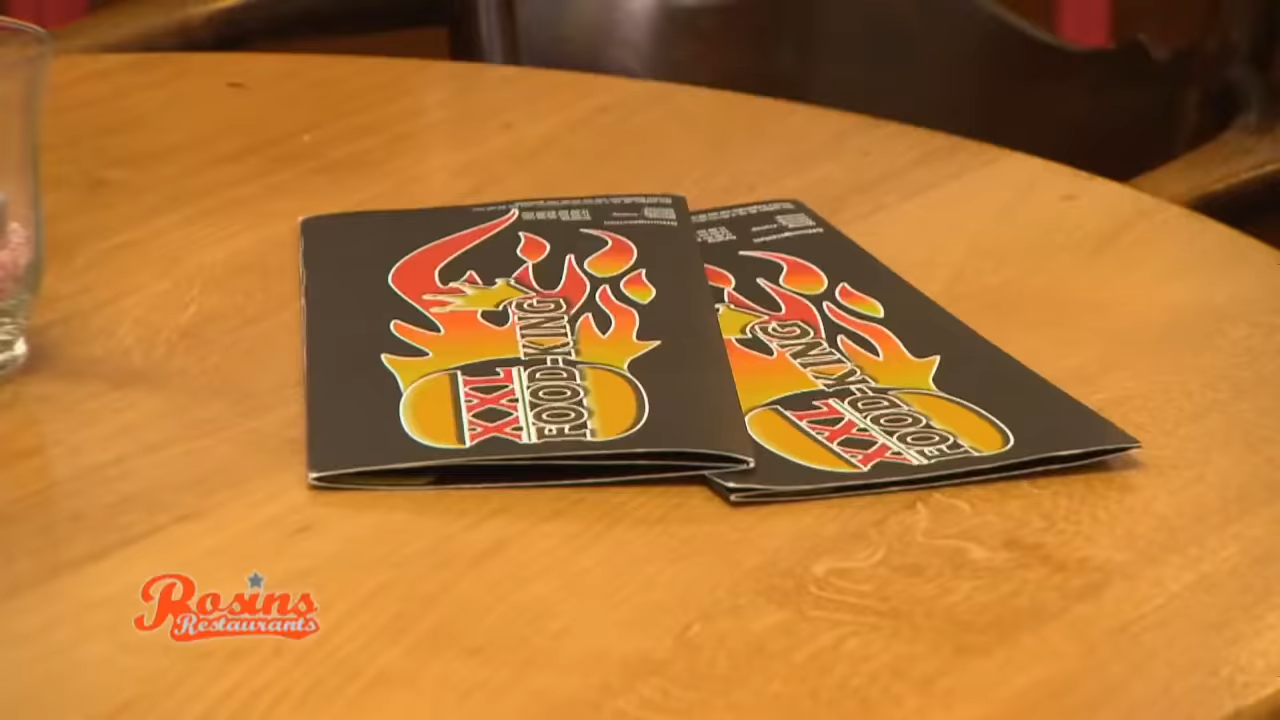 XXL
FOOD-KING
XXL
FOOD-KING
Rosins
Restaurants